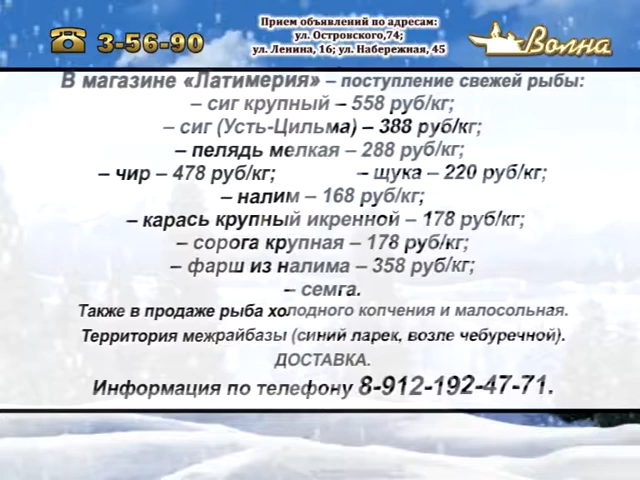 ☎ 3-56-90
Прием объявлений по адресам:
ул. Островского,74;
ул. Ленина, 16; ул. Набережная, 45
Волна
В магазине «Латимерия» – поступление свежей рыбы:
– сиг крупный – 558 руб/кг;
– сиг (Усть-Цильма) – 388 руб/кг;
– пелядь мелкая – 288 руб/кг;
– чир – 478 руб/кг; – щука – 220 руб/кг;
– налим – 168 руб/кг;
– карась крупный икренной – 178 руб/кг;
– сорога крупная – 178 руб/кг;
– фарш из налима – 358 руб/кг;
– семга.
Также в продаже рыба холодного копчения и малосольная.
Территория межрайбазы (синий ларек, возле чебуречной).
ДОСТАВКА.
Информация по телефону 8-912-192-47-71.